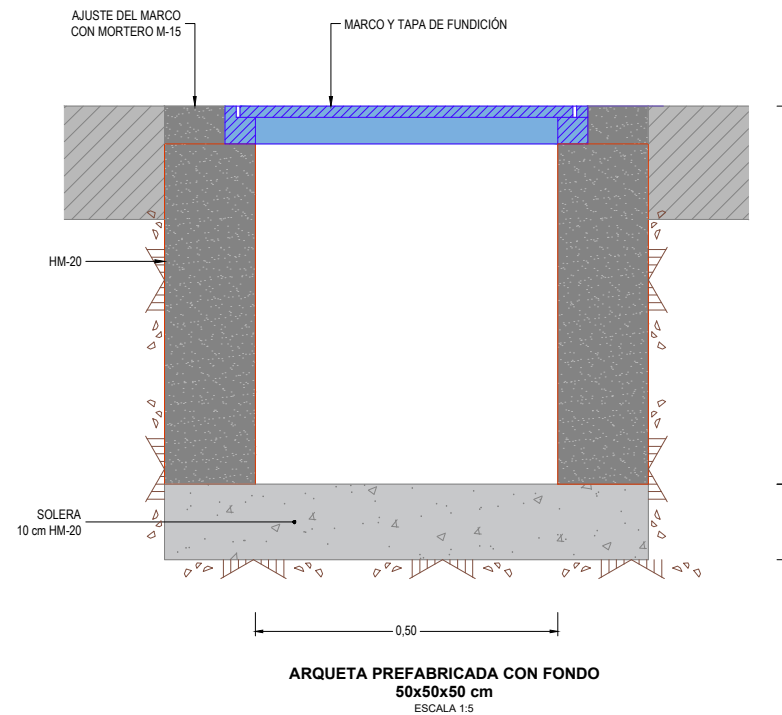 AJUSTE DEL MARCO
CON MORTERO M-15
MARCO Y TAPA DE FUNDICIÓN
HM-20
SOLERA
10 cm HM-20
0,50
ARQUETA PREFABRICADA CON FONDO
50x50x50 cm
ESCALA 1:5